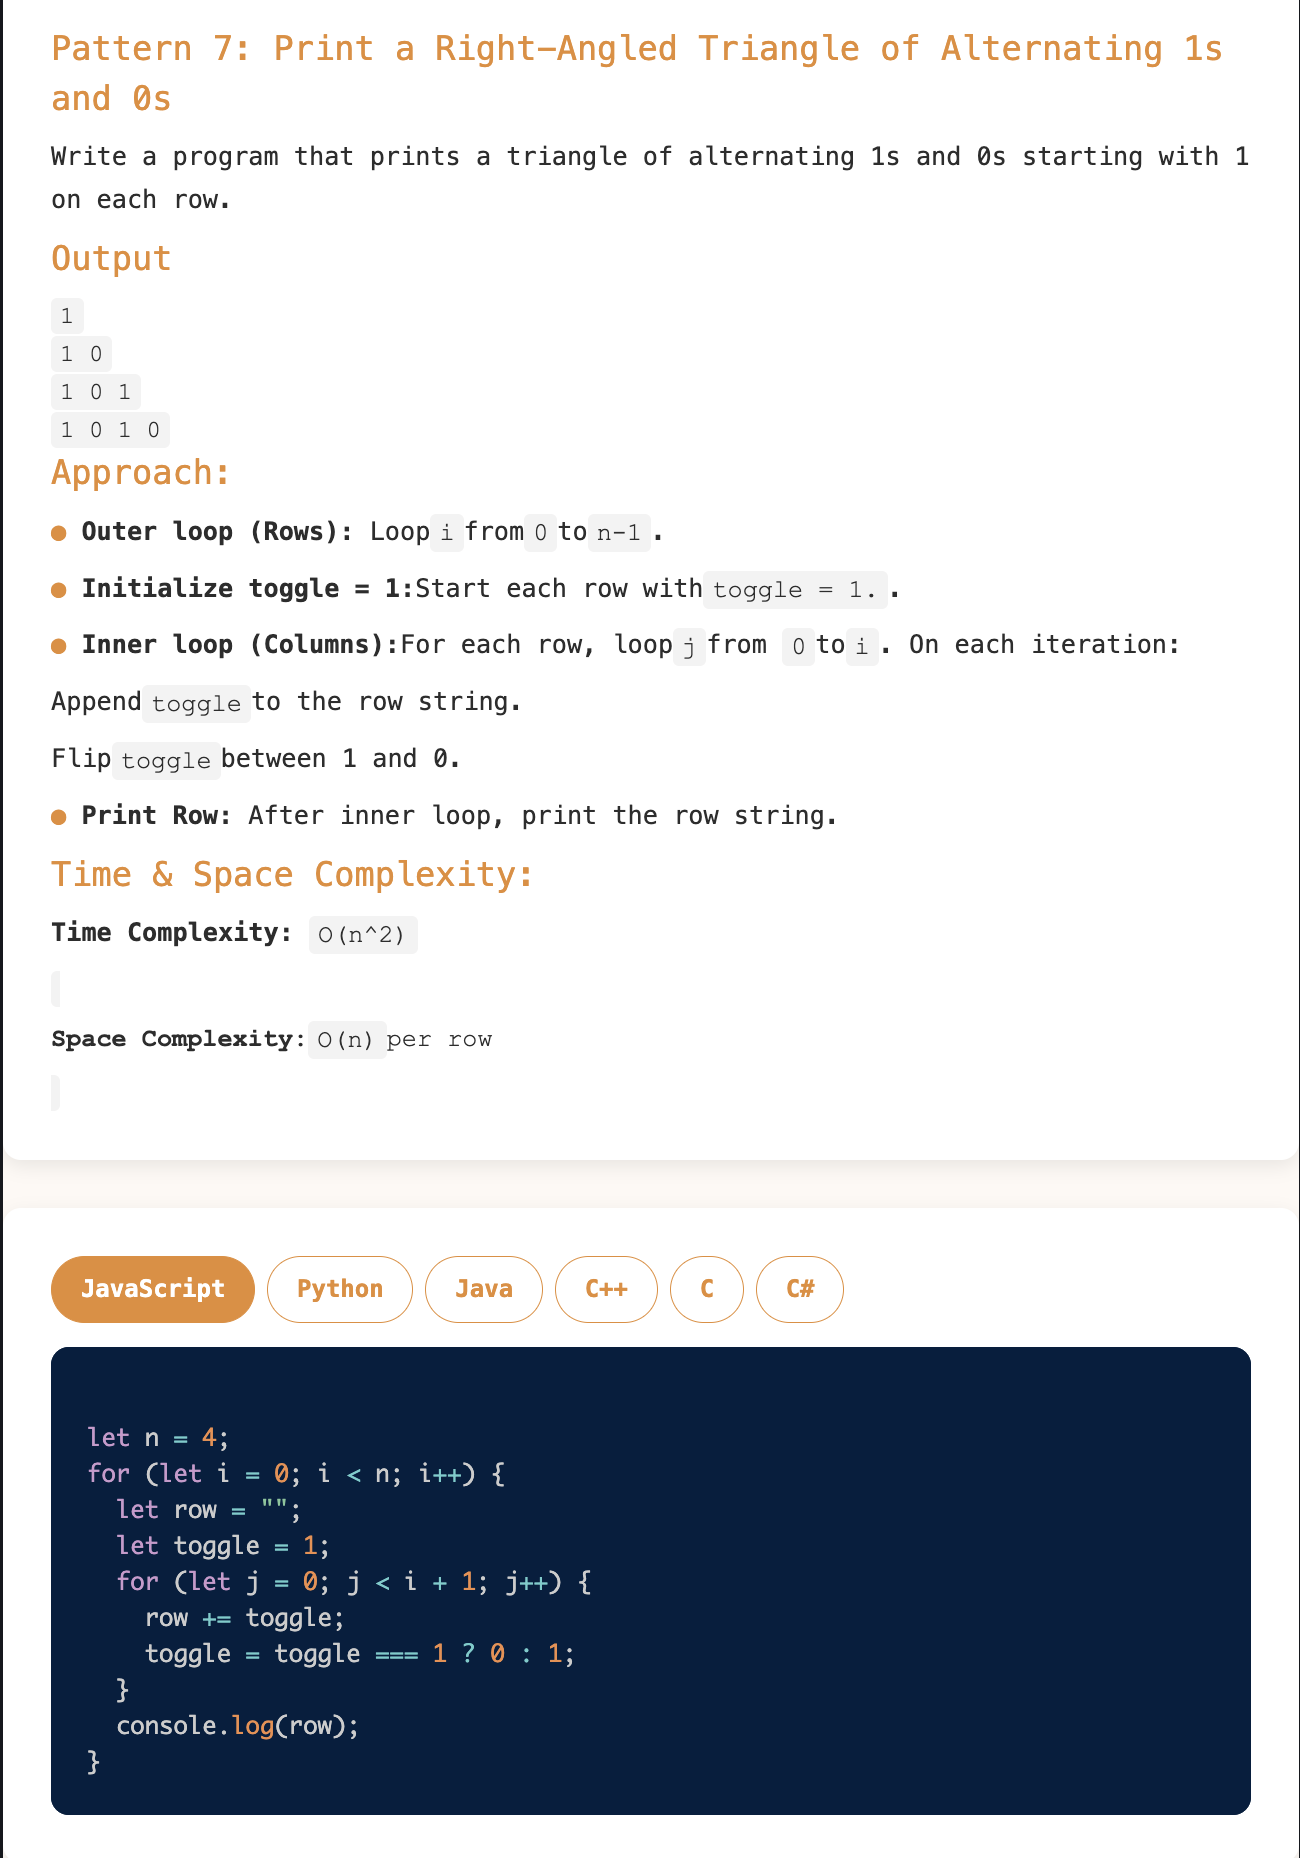 Pattern 7: Print a Right-Angled Triangle of Alternating 1s
and 0s
Write a program that prints a triangle of alternating 1s and 0s starting with 1
on each row.
Output
1
1 0
1 0 1
1 0 1 0
Approach:
● Outer loop (Rows): Loop i from 0 to n-1 .
● Initialize toggle = 1:Start each row with toggle = 1. .
● Inner loop (Columns):For each row, loop j from 0 to i . On each iteration:
Append toggle to the row string.
Flip toggle between 1 and 0.
● Print Row: After inner loop, print the row string.
Time & Space Complexity:
Time Complexity: O(n^2)
Space Complexity: O(n) per row
JavaScript Python Java C++ C C#
let n = 4;
for (let i = 0; i < n; i++) {
  let row = "";
  let toggle = 1;
  for (let j = 0; j < i + 1; j++) {
    row += toggle;
    toggle = toggle === 1 ? 0 : 1;
  }
  console.log(row);
}